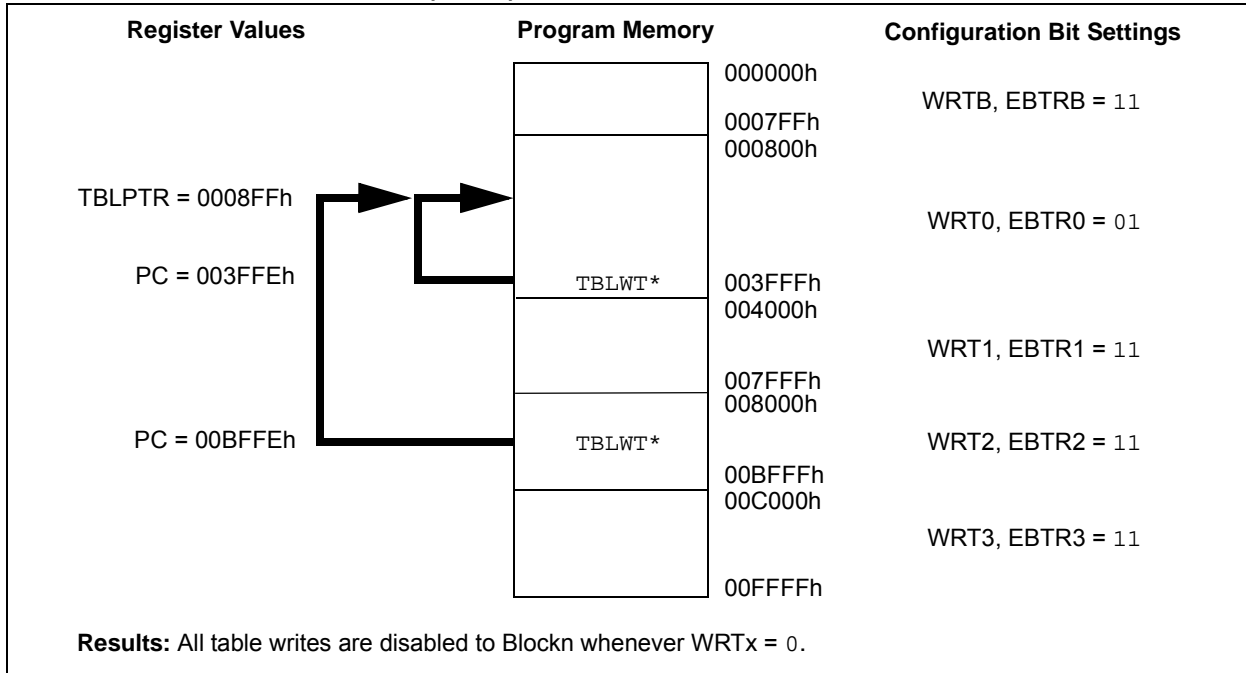 Register Values Program Memory Configuration Bit Settings
000000h
WRTB, EBTRB = 11
0007FFh
000800h
TBLPTR = 0008FFh
WRT0, EBTR0 = 01
PC = 003FFEh TBLWT* 003FFFh
004000h
WRT1, EBTR1 = 11
007FFFh
008000h
PC = 00BFFEh TBLWT* WRT2, EBTR2 = 11
00BFFFh
00C000h
WRT3, EBTR3 = 11
00FFFFh
Results: All table writes are disabled to Blockn whenever WRTx = 0.